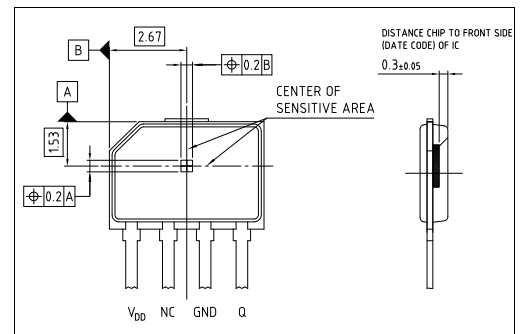 B
2.67
⌖ 0.2 B
DISTANCE CHIP TO FRONT SIDE
(DATE CODE) OF IC
0.3±0.05
A
CENTER OF
SENSITIVE AREA
1.53
⌖ 0.2 A
VDD NC GND Q